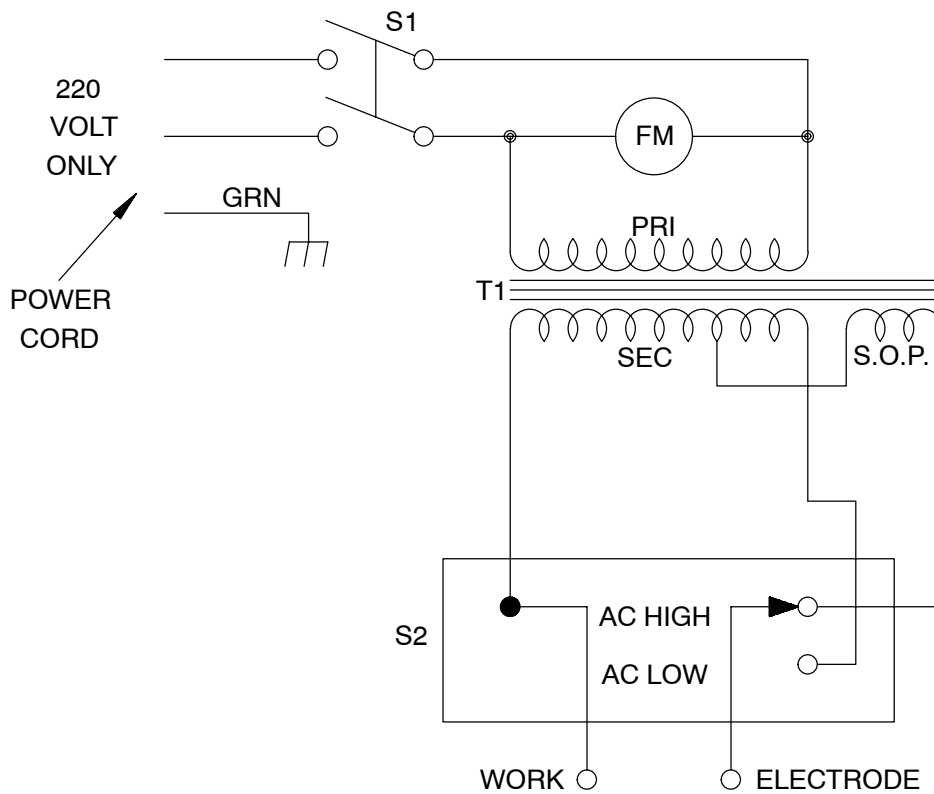 S1
220
VOLT
ONLY
FM
GRN
PRI
POWER
CORD
T1
SEC
S.O.P.
AC HIGH
S2
AC LOW
WORK
ELECTRODE